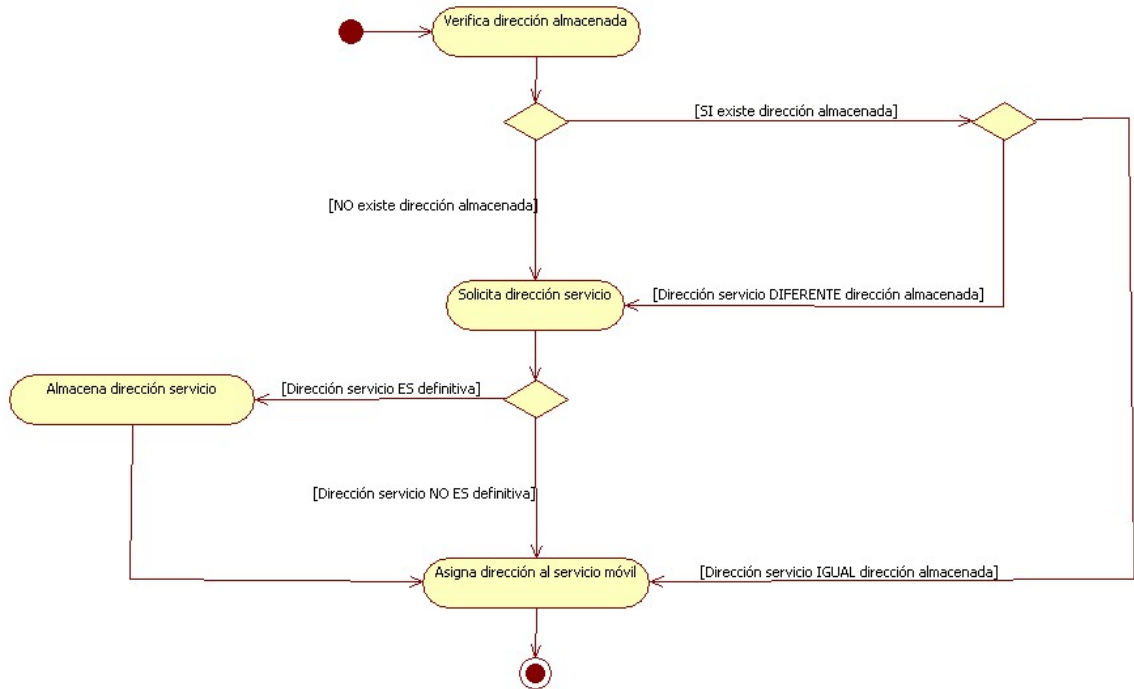 Verifica dirección almacenada
[SI existe dirección almacenada]
[NO existe dirección almacenada]
Solicita dirección servicio
[Dirección servicio DIFERENTE dirección almacenada]
Almacena dirección servicio
[Dirección servicio ES definitiva]
[Dirección servicio NO ES definitiva]
Asigna dirección al servicio móvil
[Dirección servicio IGUAL dirección almacenada]